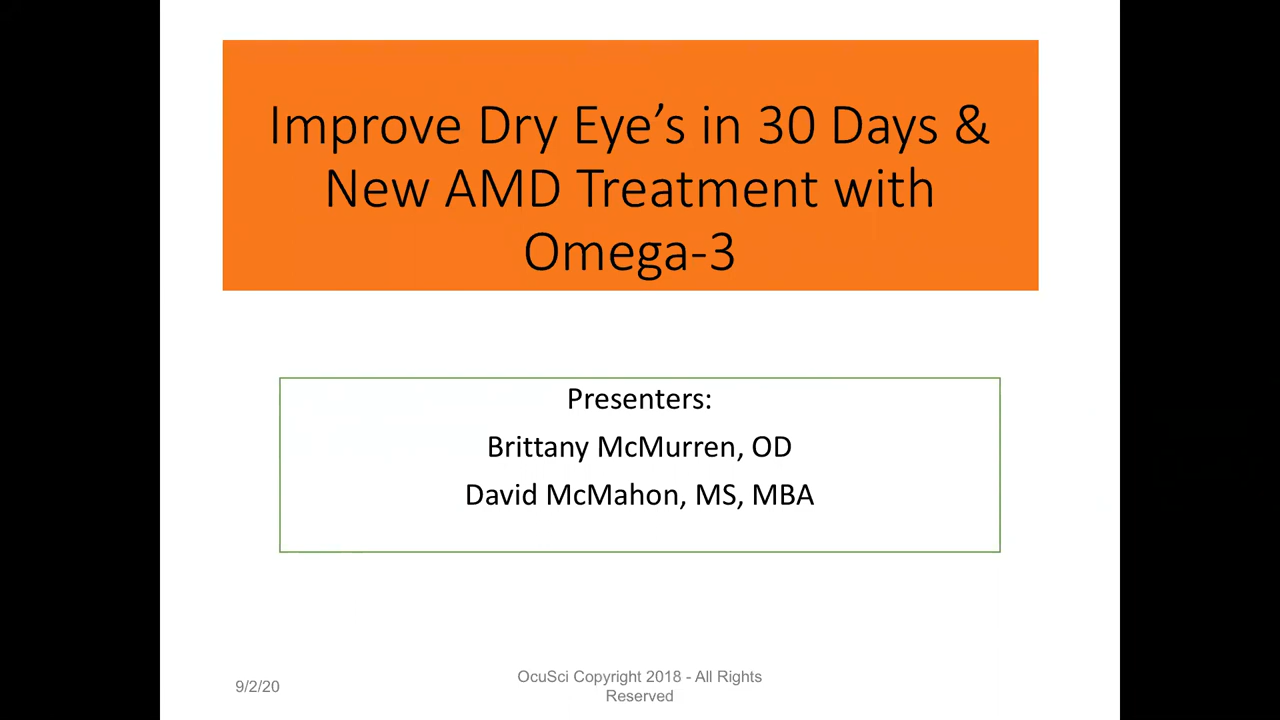 Improve Dry Eye’s in 30 Days &
New AMD Treatment with
Omega-3
Presenters:
Brittany McMurren, OD
David McMahon, MS, MBA
9/2/20
OcuSci Copyright 2018 - All Rights
Reserved